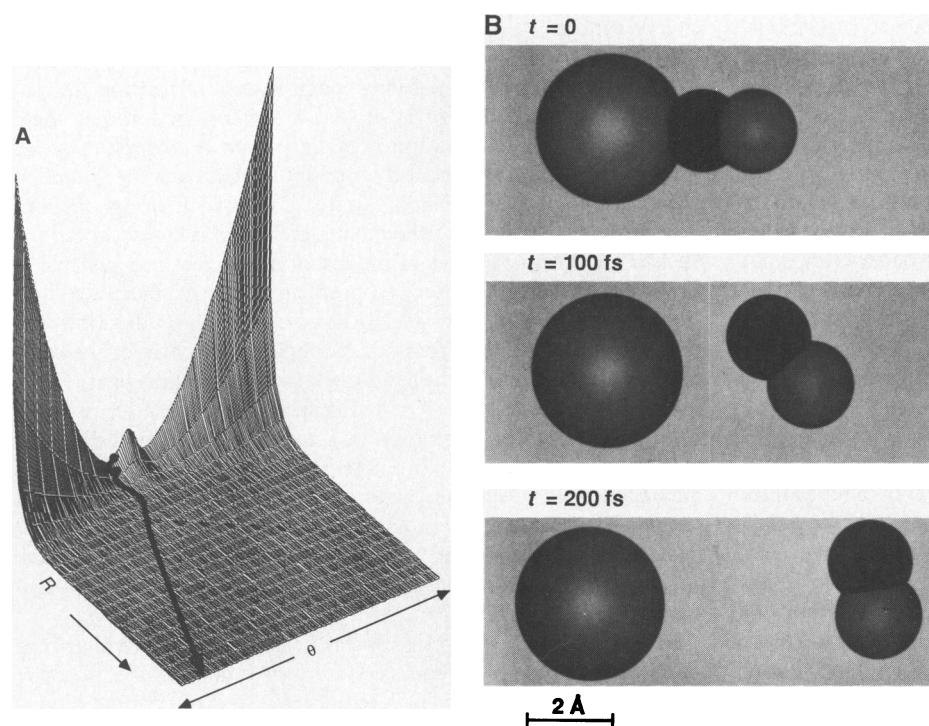 A
R
θ
B t = 0
t = 100 fs
t = 200 fs
2 Å